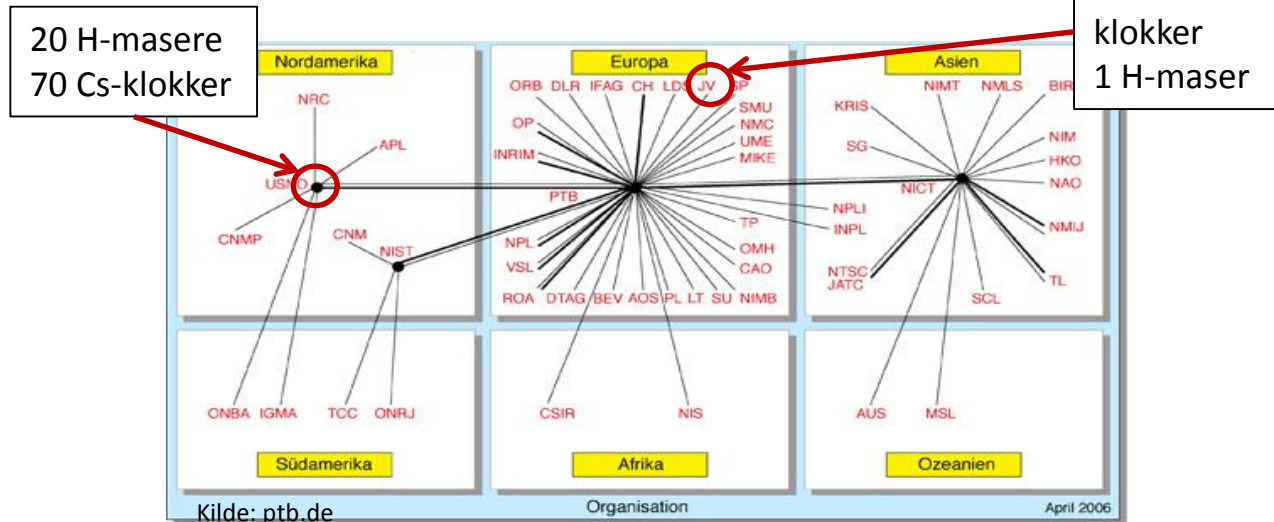 20 H-masere
70 Cs-klokker
klokker
1 H-maser
Nordamerika
Europa
Asien
NRC
APL
USNO
CNMP
CNM
NIST
ORB DLR IFAG CH LDS JV SP
OP
INRIM
SMU
NMC
UME
MIKE
PTB
NPL
VSL
TP
OMH
CAO
ROA DTAG BEV AOS PL LT SU NIMB
NPLI
INPL
NIMT NMLS BIR
KRIS
SG
NIM
HKO
NAO
NICT
NMIJ
NTSC
JATC
SCL
TL
ONBA IGMA TCC ONRJ
CSIR NIS
AUS MSL
Südamerika
Afrika
Ozeanien
Kilde: ptb.de
Organisation
April 2006